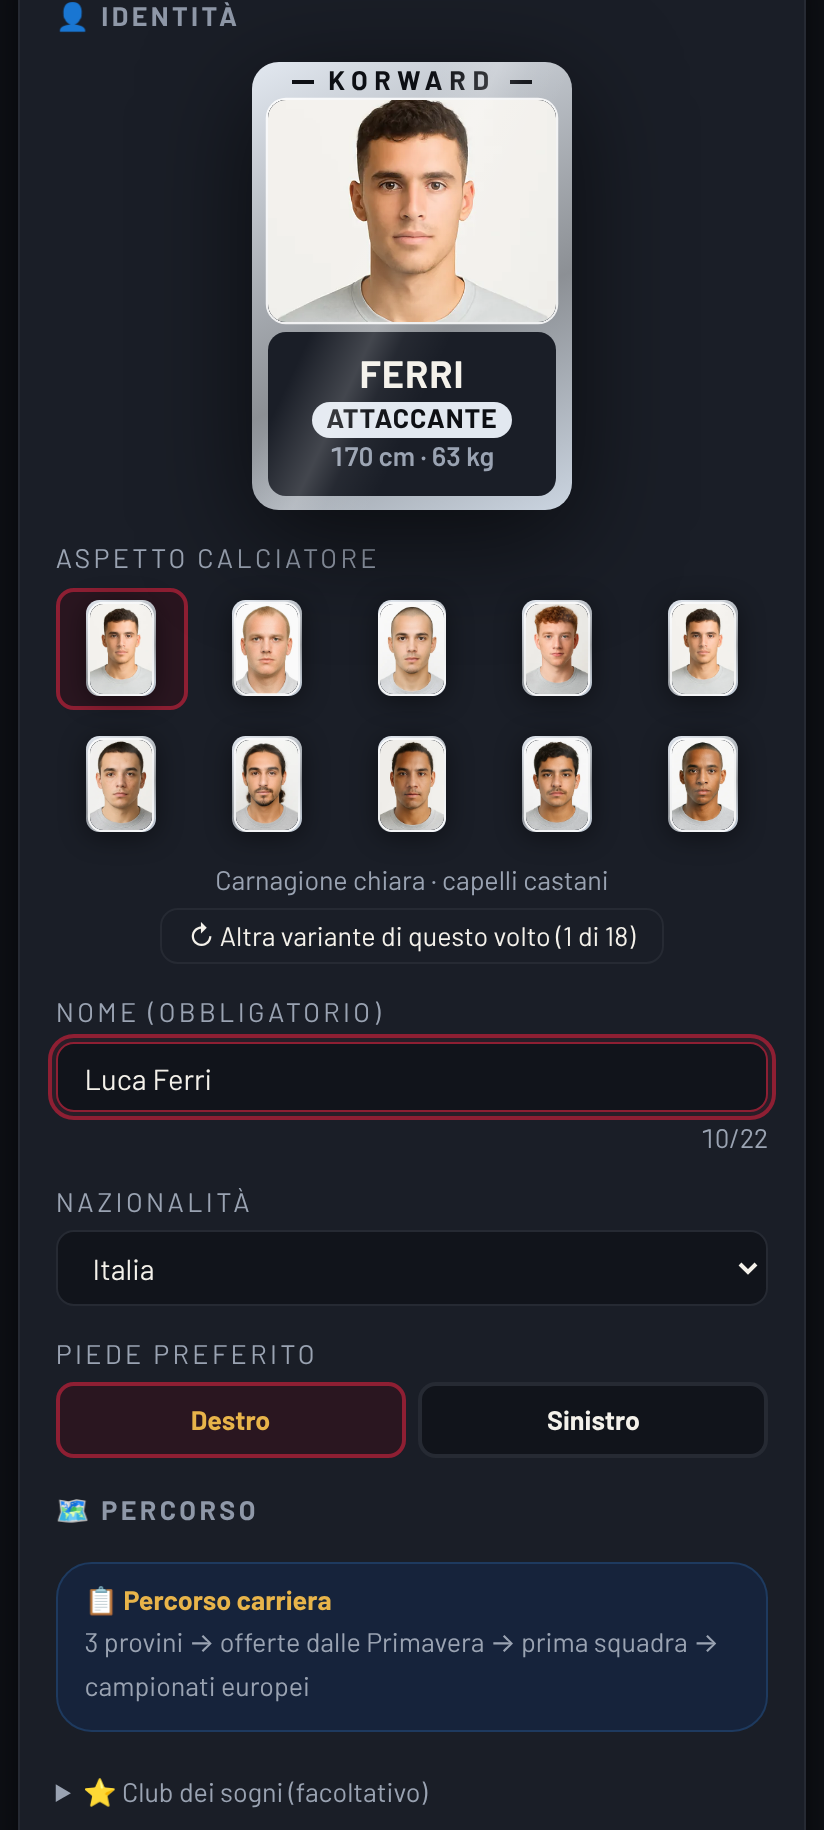 👤 IDENTITÀ
— KORWARD —
FERRI
ATTACCANTE
170 cm · 63 kg
ASPETTO CALCIATORE
Carnagione chiara · capelli castani
↻ Altra variante di questo volto (1 di 18)
NOME (OBBLIGATORIO)
Luca Ferri
10/22
NAZIONALITÀ
Italia
PIEDE PREFERITO
Destro
Sinistro
🗺️ PERCORSO
📋 Percorso carriera
3 provini → offerte dalle Primavera → prima squadra →
campionati europei
▶ ⭐ Club dei sogni (facoltativo)